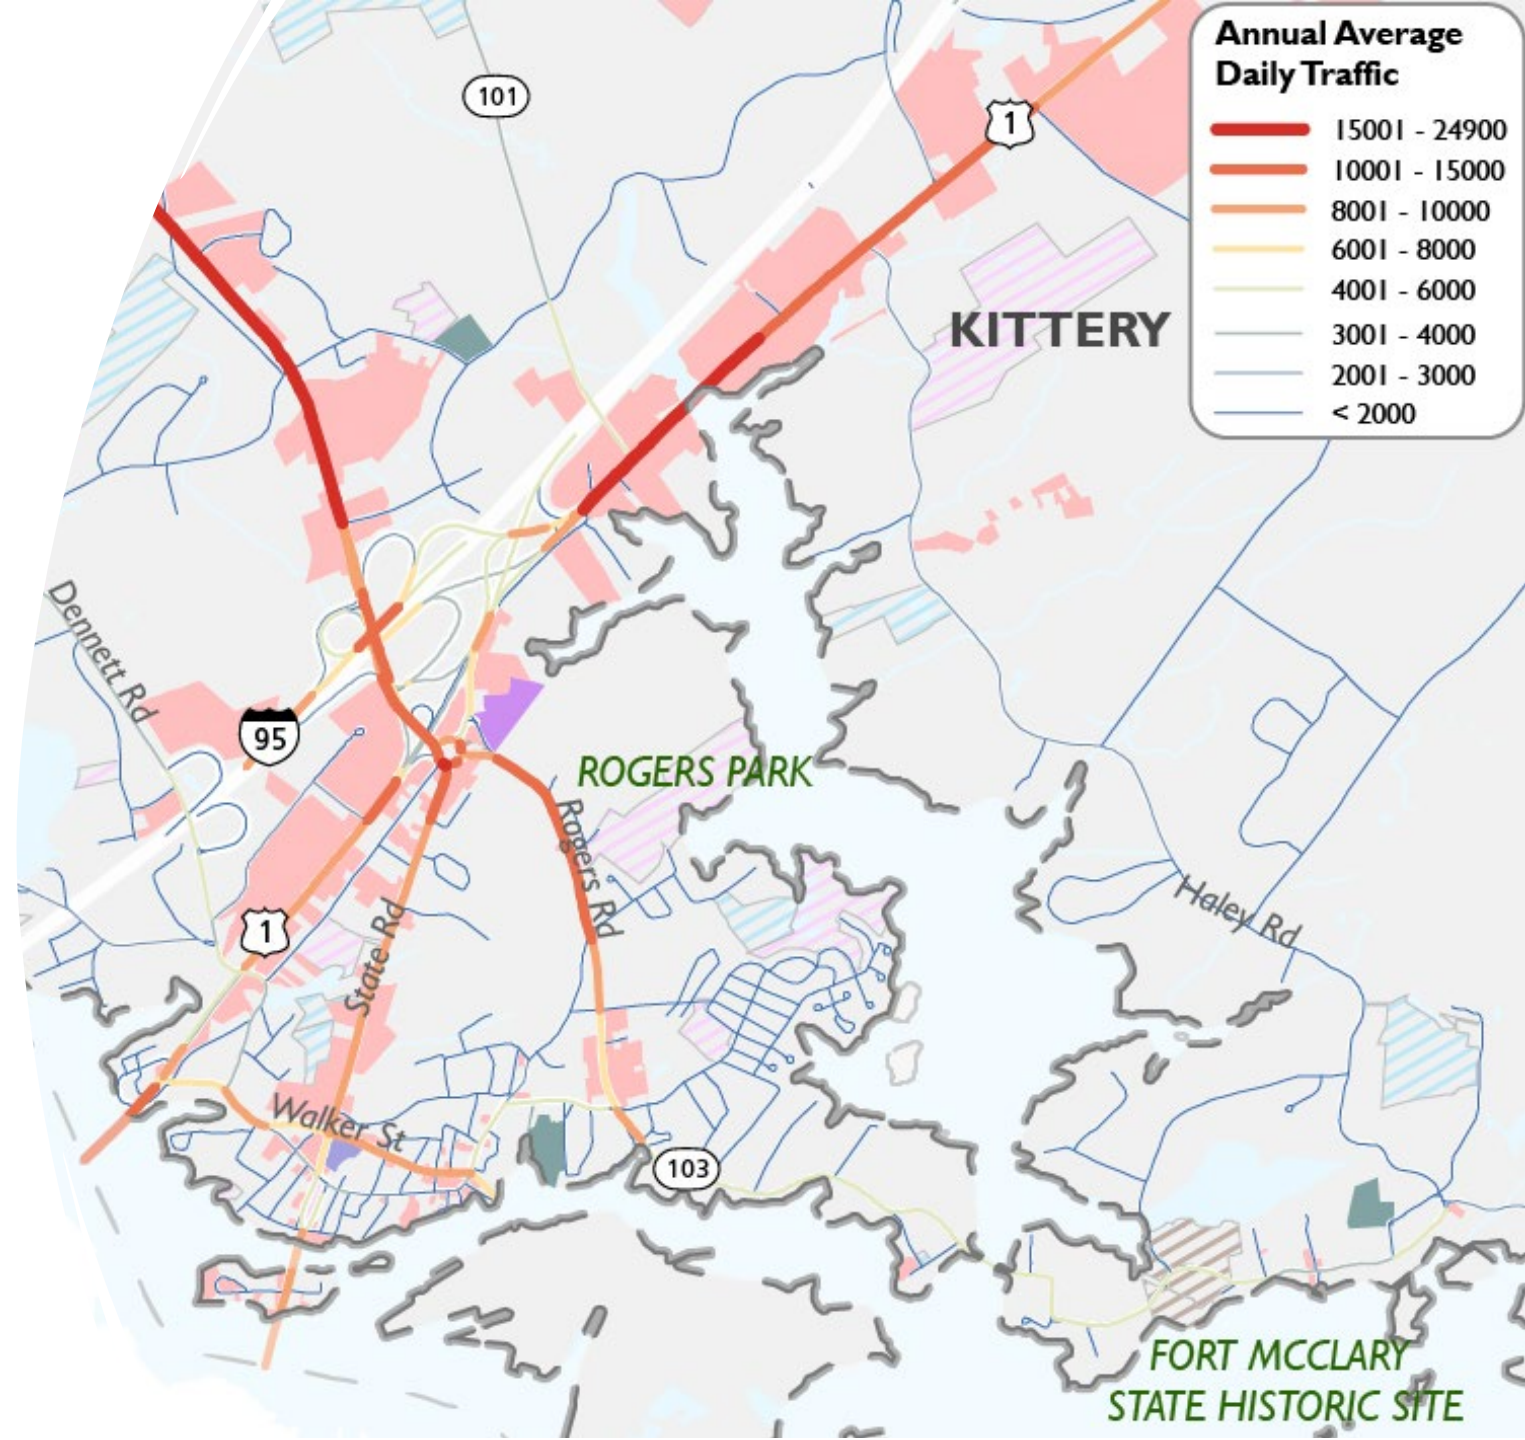 Annual Average
Daily Traffic
15001 - 24900
10001 - 15000
8001 - 10000
6001 - 8000
4001 - 6000
3001 - 4000
2001 - 3000
< 2000
101
1
KITTERY
Dennett Rd
95
ROGERS PARK
Rogers Rd
Haley Rd
1
State Rd
Walker St
103
FORT MCCLARY
STATE HISTORIC SITE